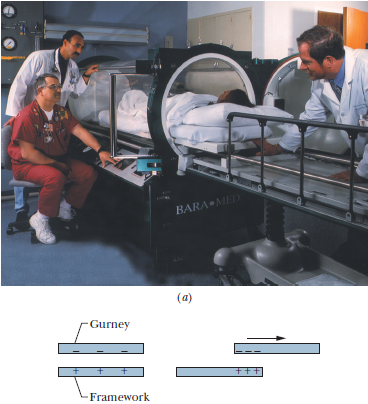 BARA•MED
(a)
Gurney
– – –
+ + +
Framework
– – –
+ + +